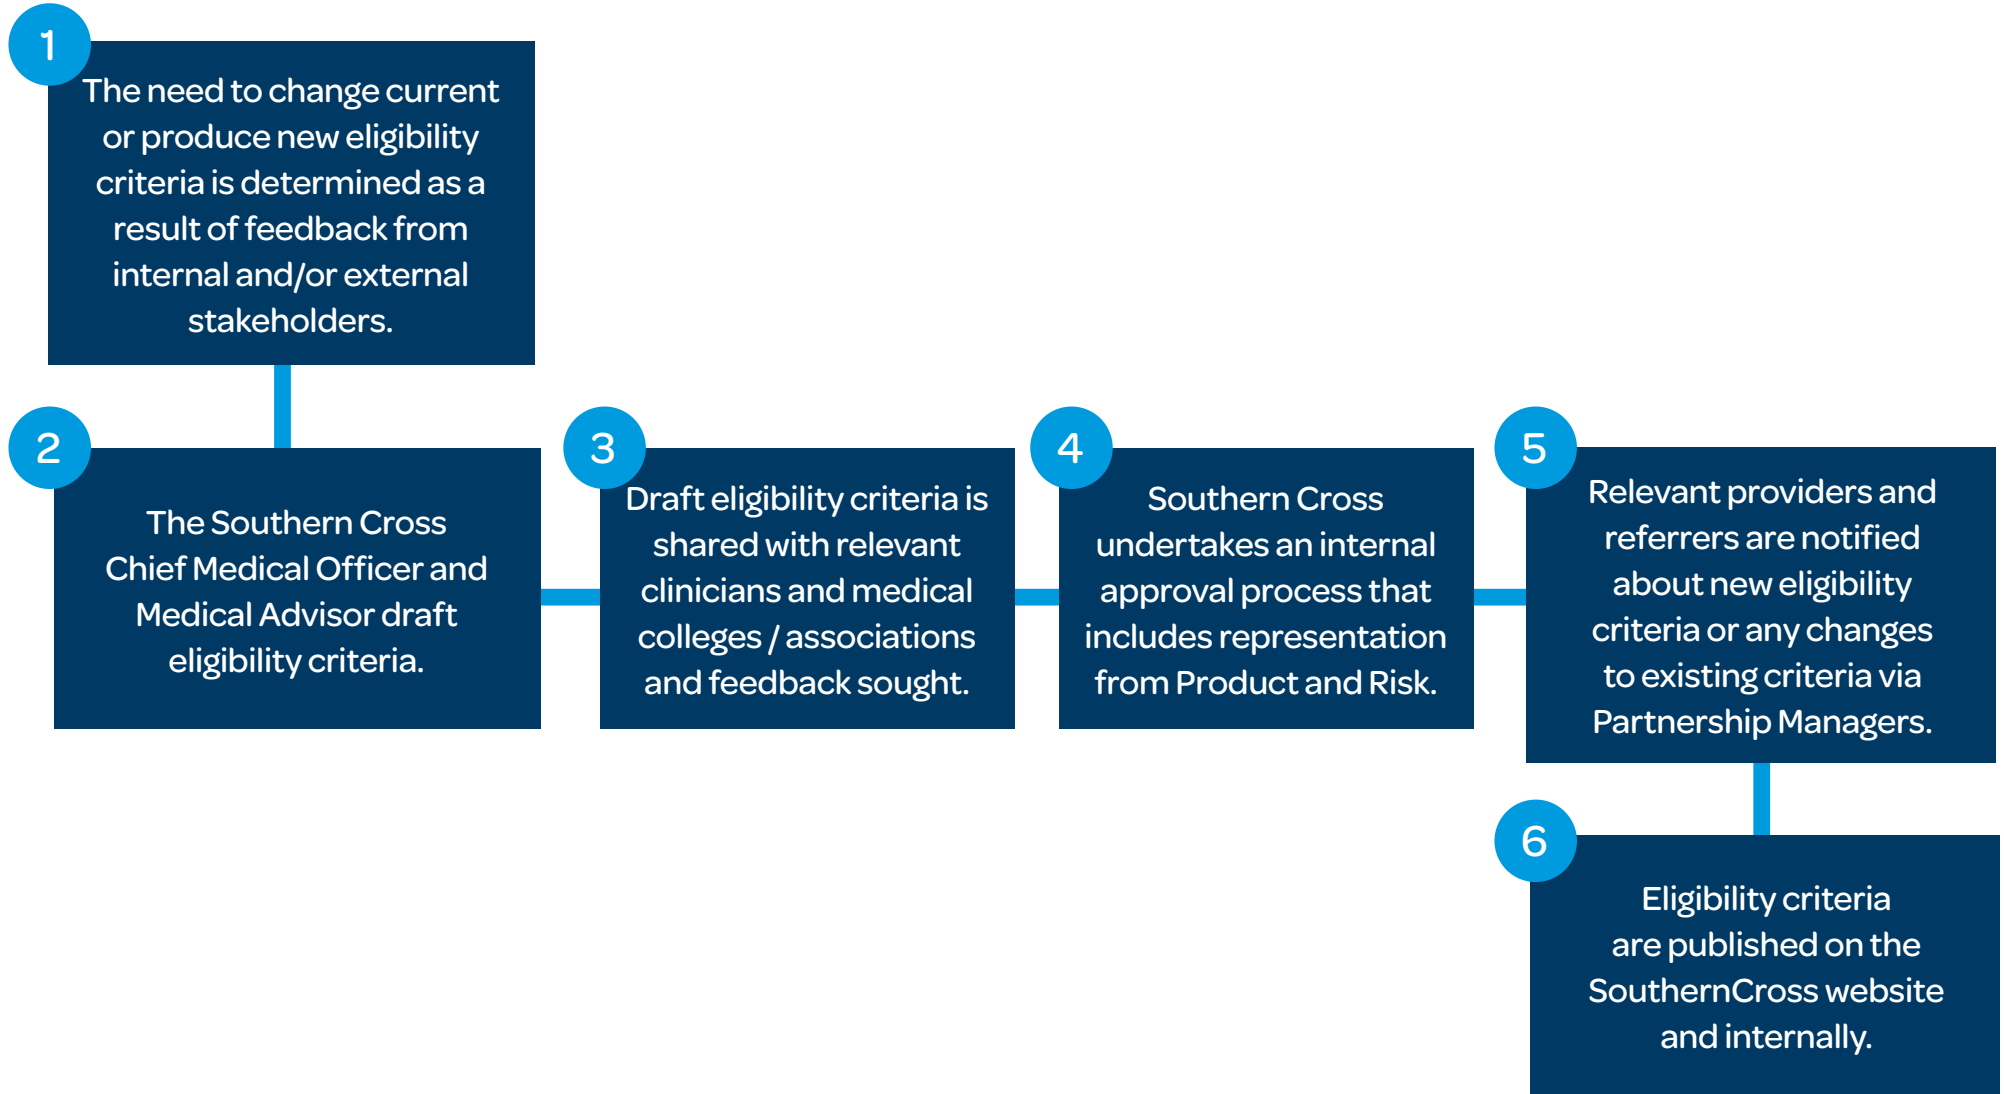 1
The need to change current
or produce new eligibility
criteria is determined as a
result of feedback from
internal and/or external
stakeholders.
2
The Southern Cross
Chief Medical Officer and
Medical Advisor draft
eligibility criteria.
3
Draft eligibility criteria is
shared with relevant
clinicians and medical
colleges / associations
and feedback sought.
4
Southern Cross
undertakes an internal
approval process that
includes representation
from Product and Risk.
5
Relevant providers and
referrers are notified
about new eligibility
criteria or any changes
to existing criteria via
Partnership Managers.
6
Eligibility criteria
are published on the
SouthernCross website
and internally.